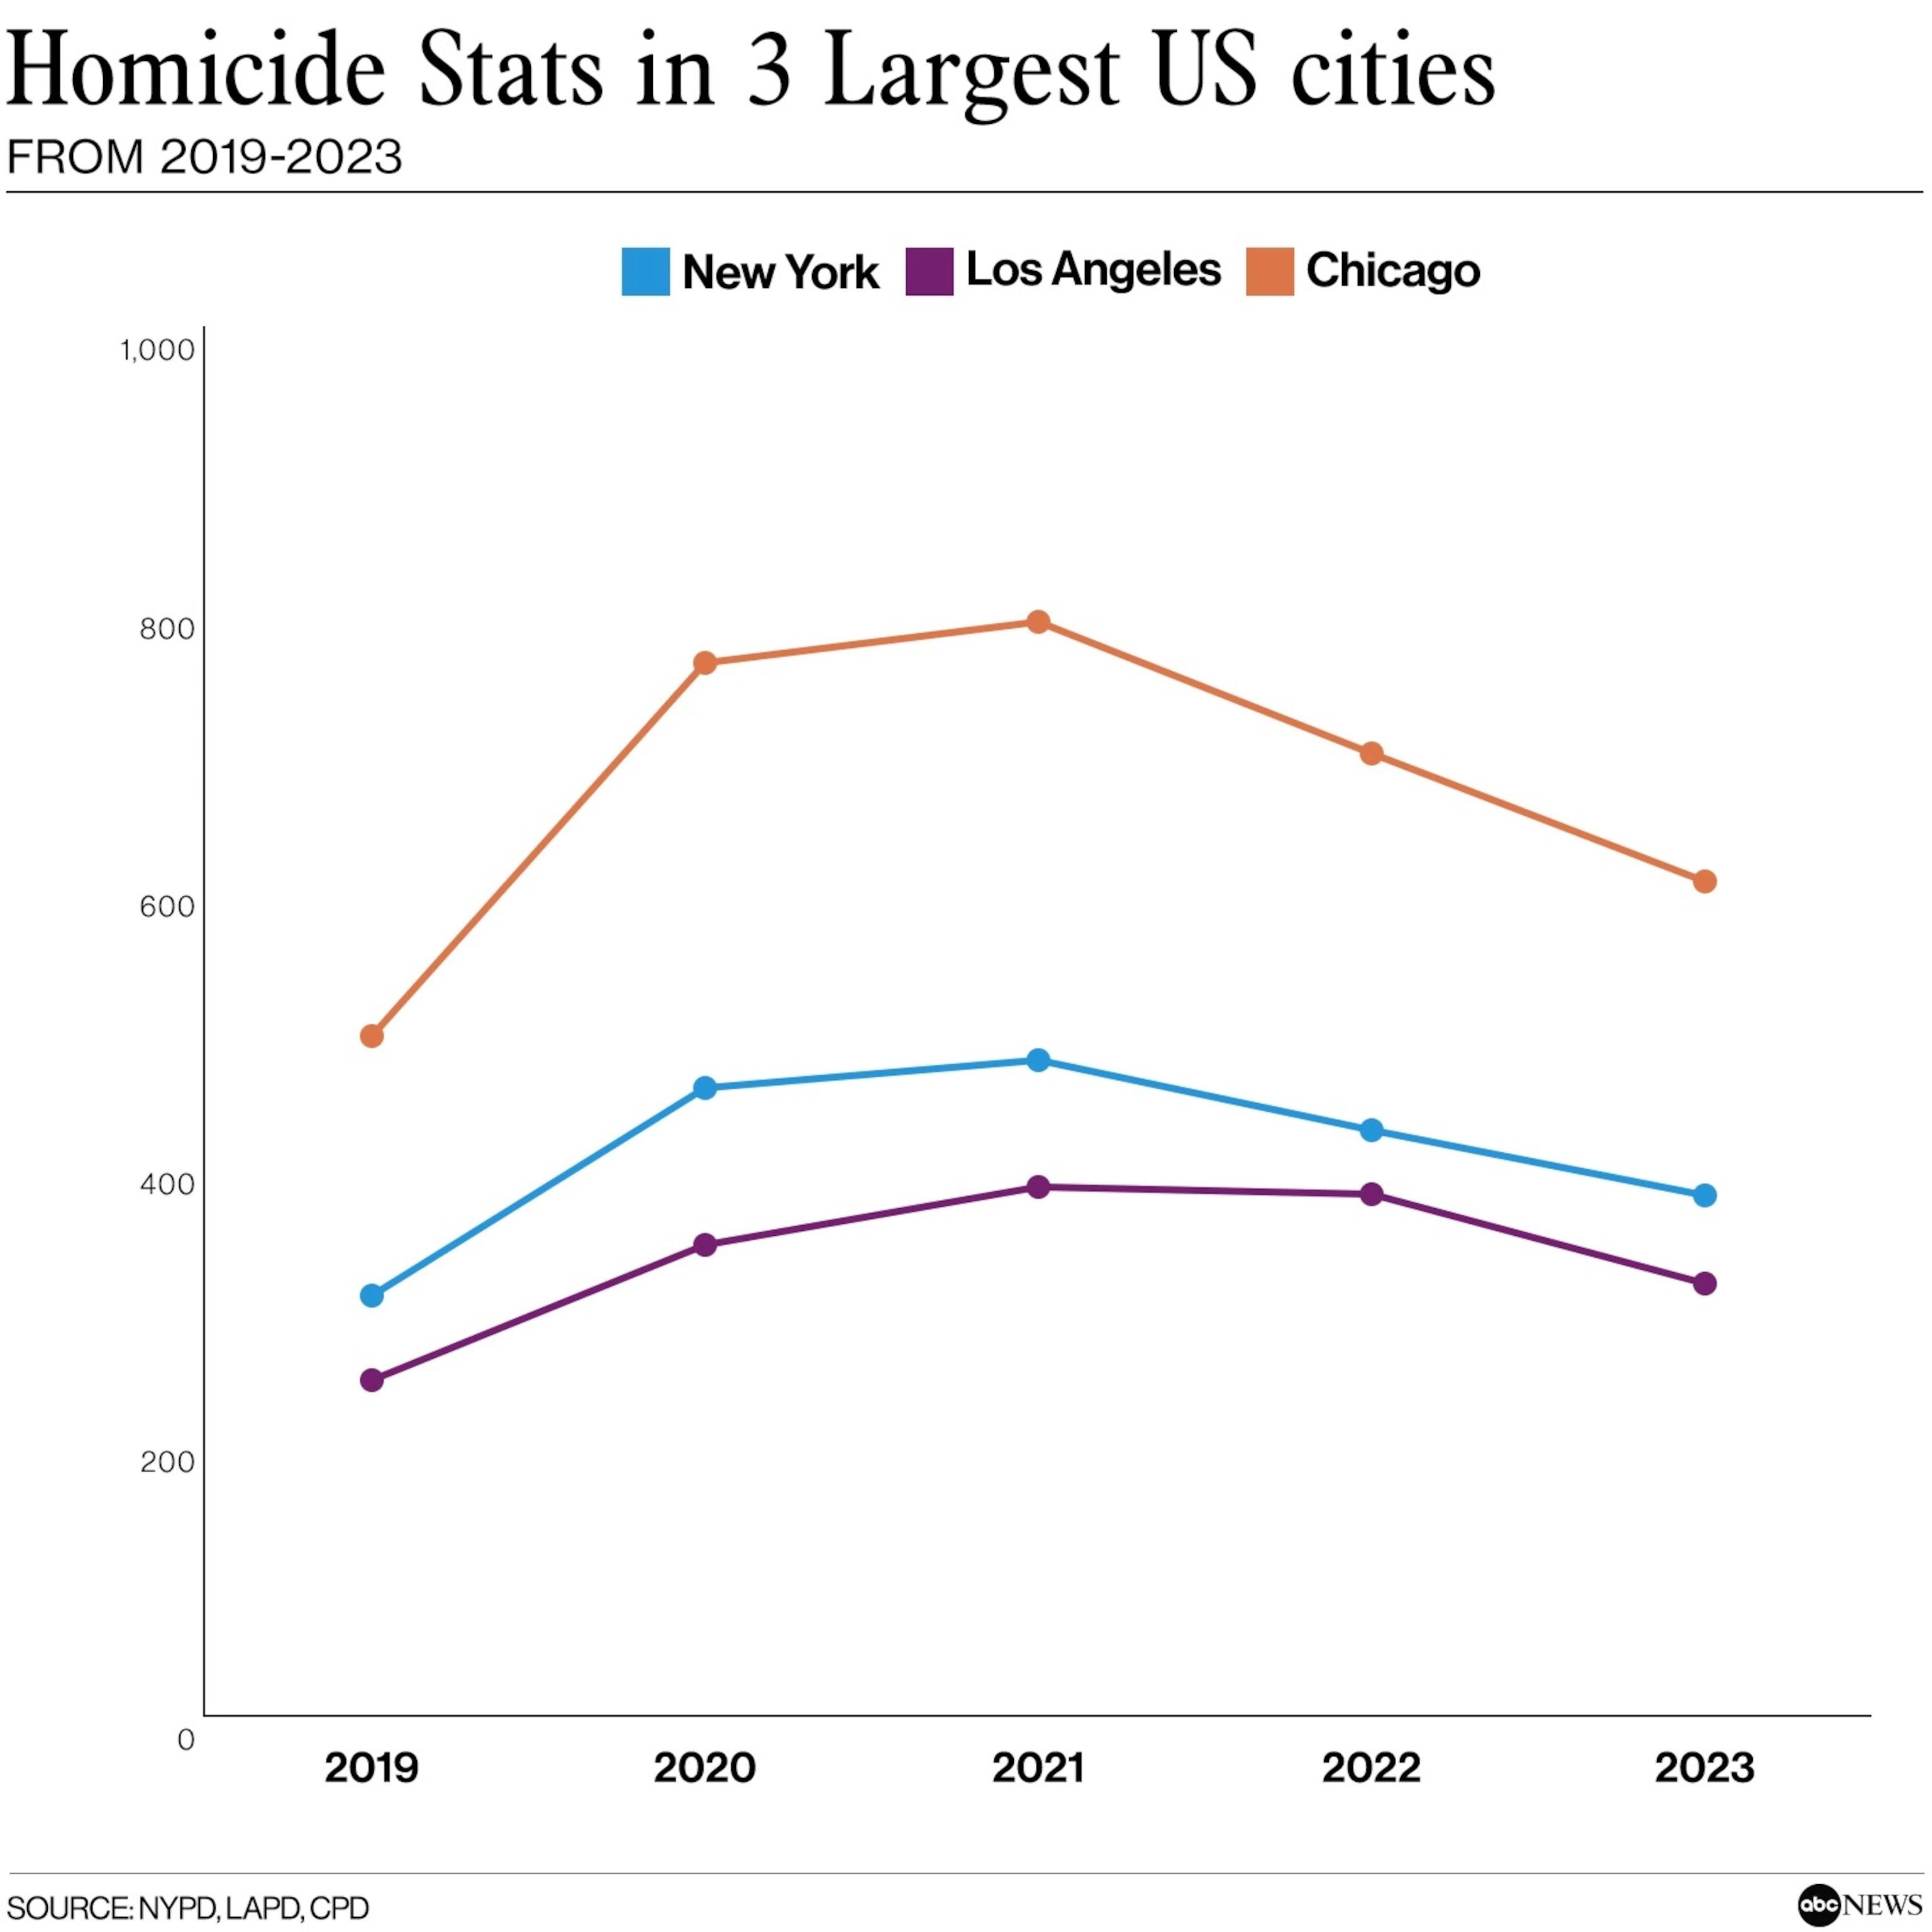 Homicide Stats in 3 Largest US cities
FROM 2019-2023
New York Los Angeles Chicago
1,000
800
600
400
200
0
2019 2020 2021 2022 2023
SOURCE: NYPD, LAPD, CPD
abc NEWS